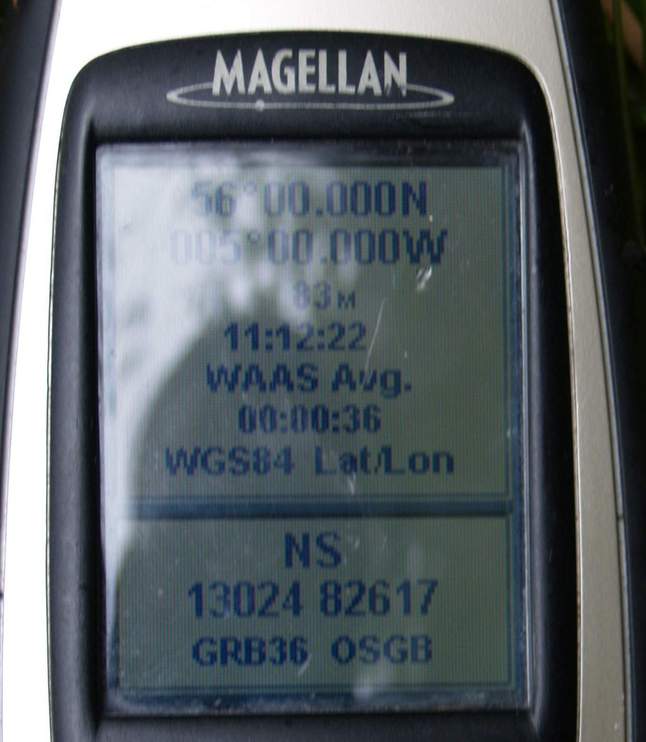 MAGELLAN
56°00.000N
005°00.000W
83M
11:12:22
WAAS Avg.
00:00:36
WGS84 Lat/Lon
NS
13024 82617
GRB36 OSGB